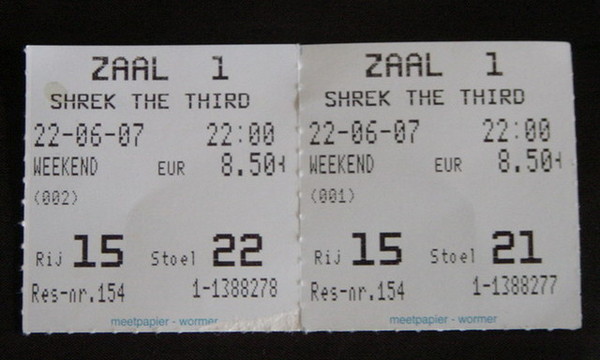 ZAAL 1
SHREK THE THIRD
22-06-07 22:00
WEEKEND EUR 8.50
(002)
Rij 15 Stoel 22
Res-nr.154 1-1388278
meetpapier - wormer
ZAAL 1
SHREK THE THIRD
22-06-07 22:00
WEEKEND EUR 8.50
(001)
Rij 15 Stoel 21
Res-nr.154 1-1388277
meetpapier - wormer